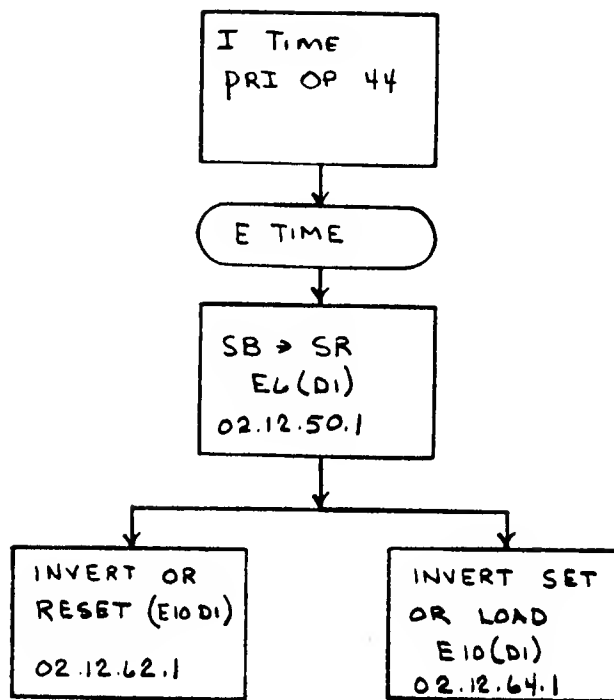 I TIME
PRI OP 44
E TIME
SB → SR
E6(D1)
02.12.50.1
INVERT OR
RESET (E10 D1)
02.12.62.1
INVERT SET
OR LOAD
E10(D1)
02.12.64.1